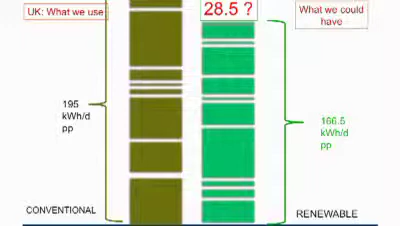 UK: What we use
28.5 ?
What we could
have
195
kWh/d
pp
166.5
kWh/d
pp
CONVENTIONAL
RENEWABLE